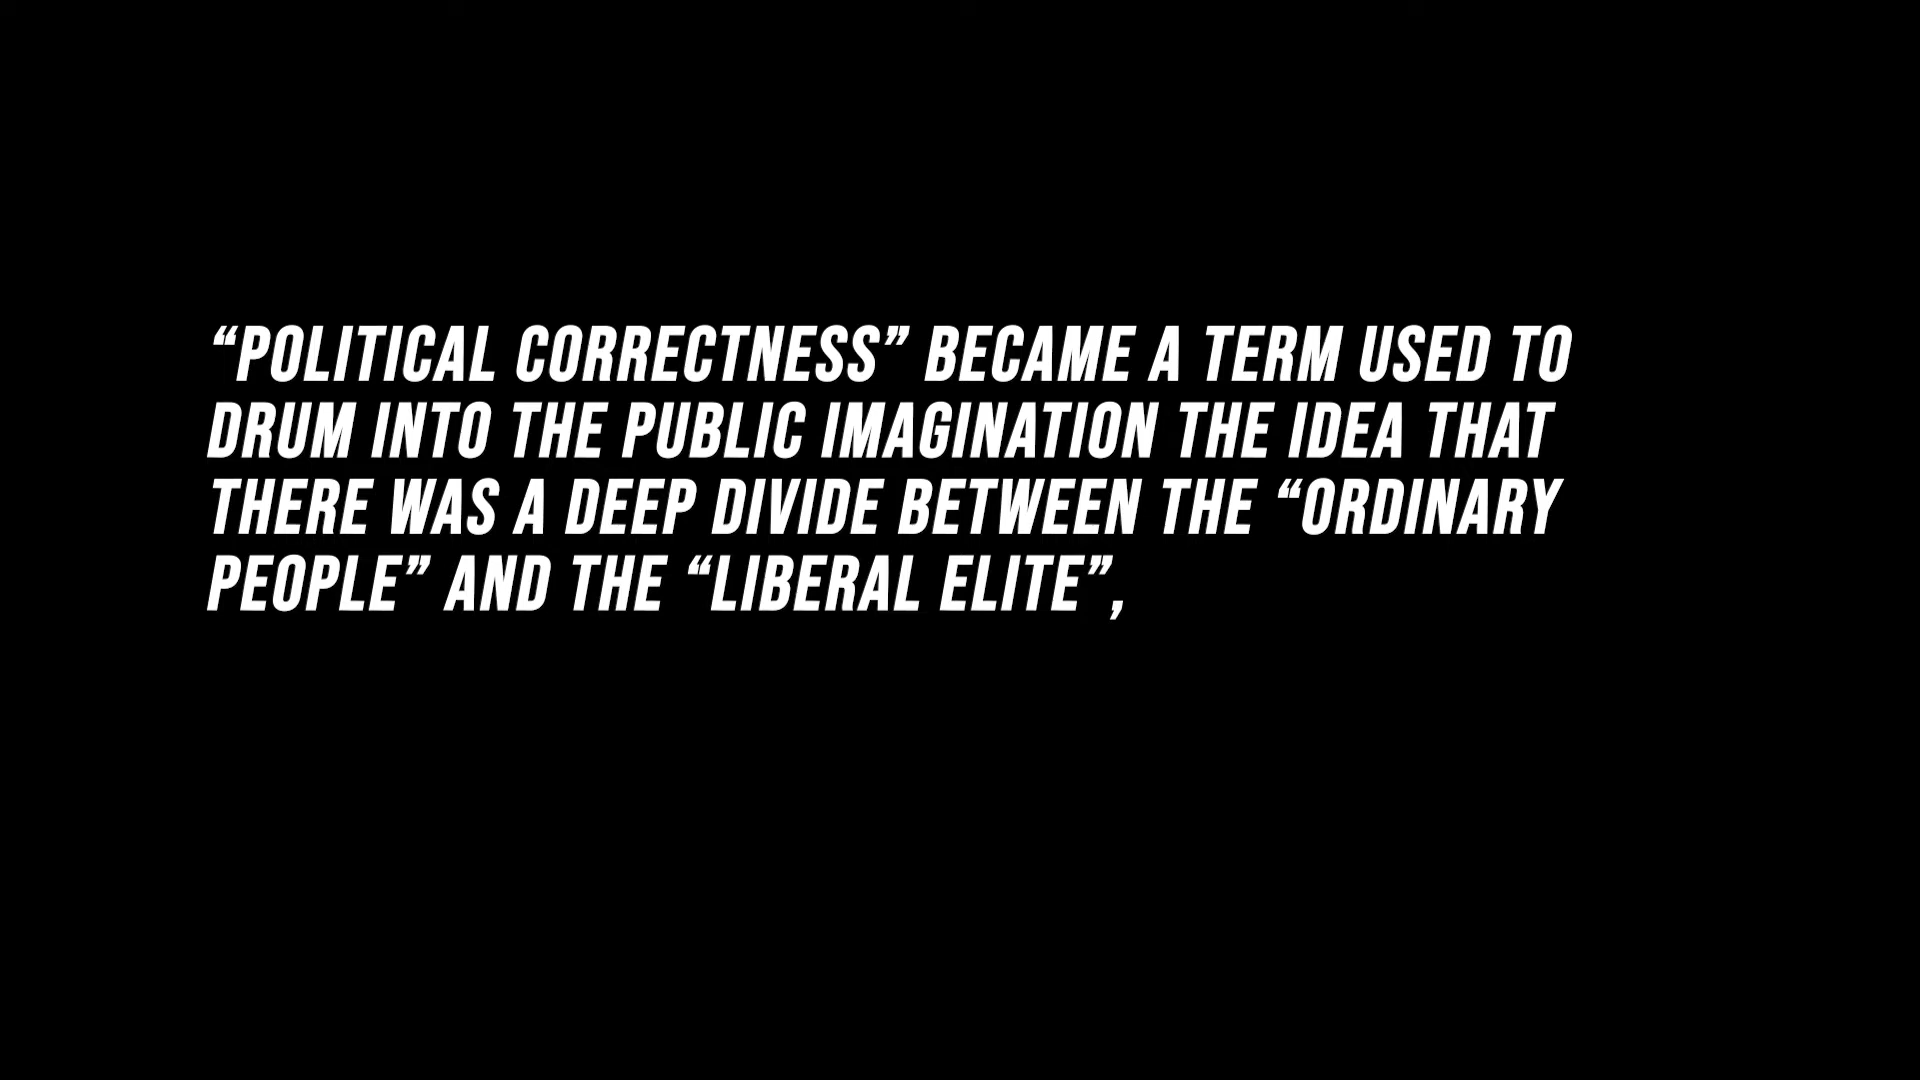 “POLITICAL CORRECTNESS” BECAME A TERM USED TO
DRUM INTO THE PUBLIC IMAGINATION THE IDEA THAT
THERE WAS A DEEP DIVIDE BETWEEN THE “ORDINARY
PEOPLE” AND THE “LIBERAL ELITE”,